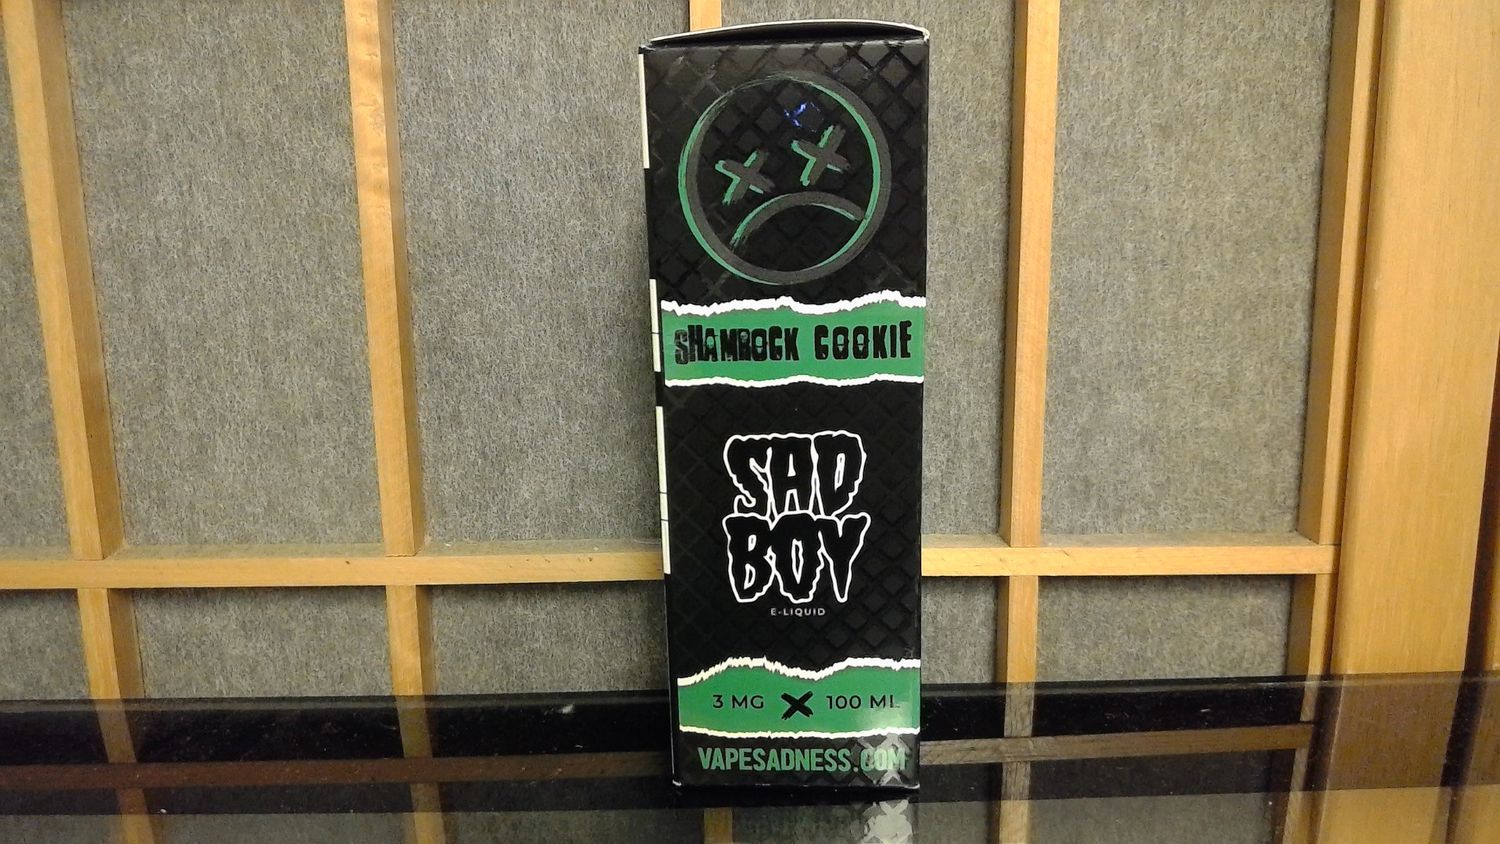 SHAMROCK COOKIE
SAD
BOY
E-LIQUID
3 MG X 100 ML
VAPESADNESS.COM